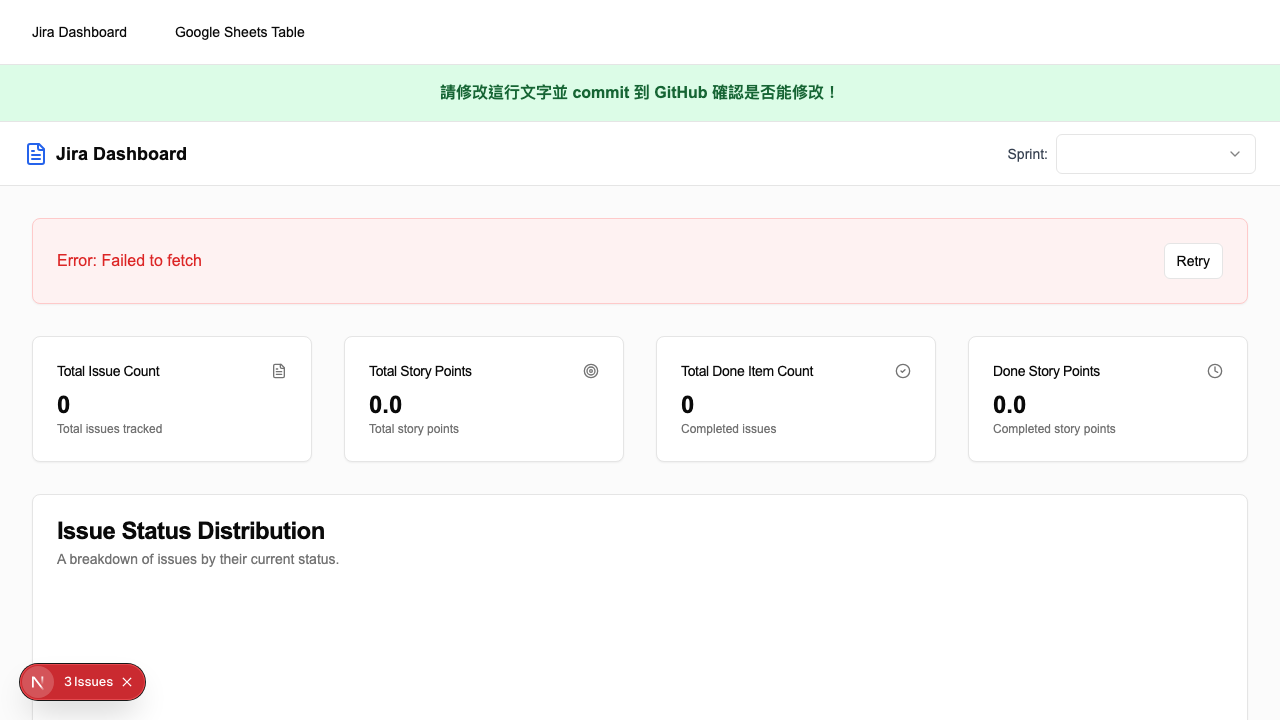 Jira Dashboard
Google Sheets Table
請修改這行文字並 commit 到 GitHub 確認是否能修改！
Jira Dashboard
Sprint:
Error: Failed to fetch
Retry
Total Issue Count
0
Total issues tracked
Total Story Points
0.0
Total story points
Total Done Item Count
0
Completed issues
Done Story Points
0.0
Completed story points
Issue Status Distribution
A breakdown of issues by their current status.
N
3 Issues